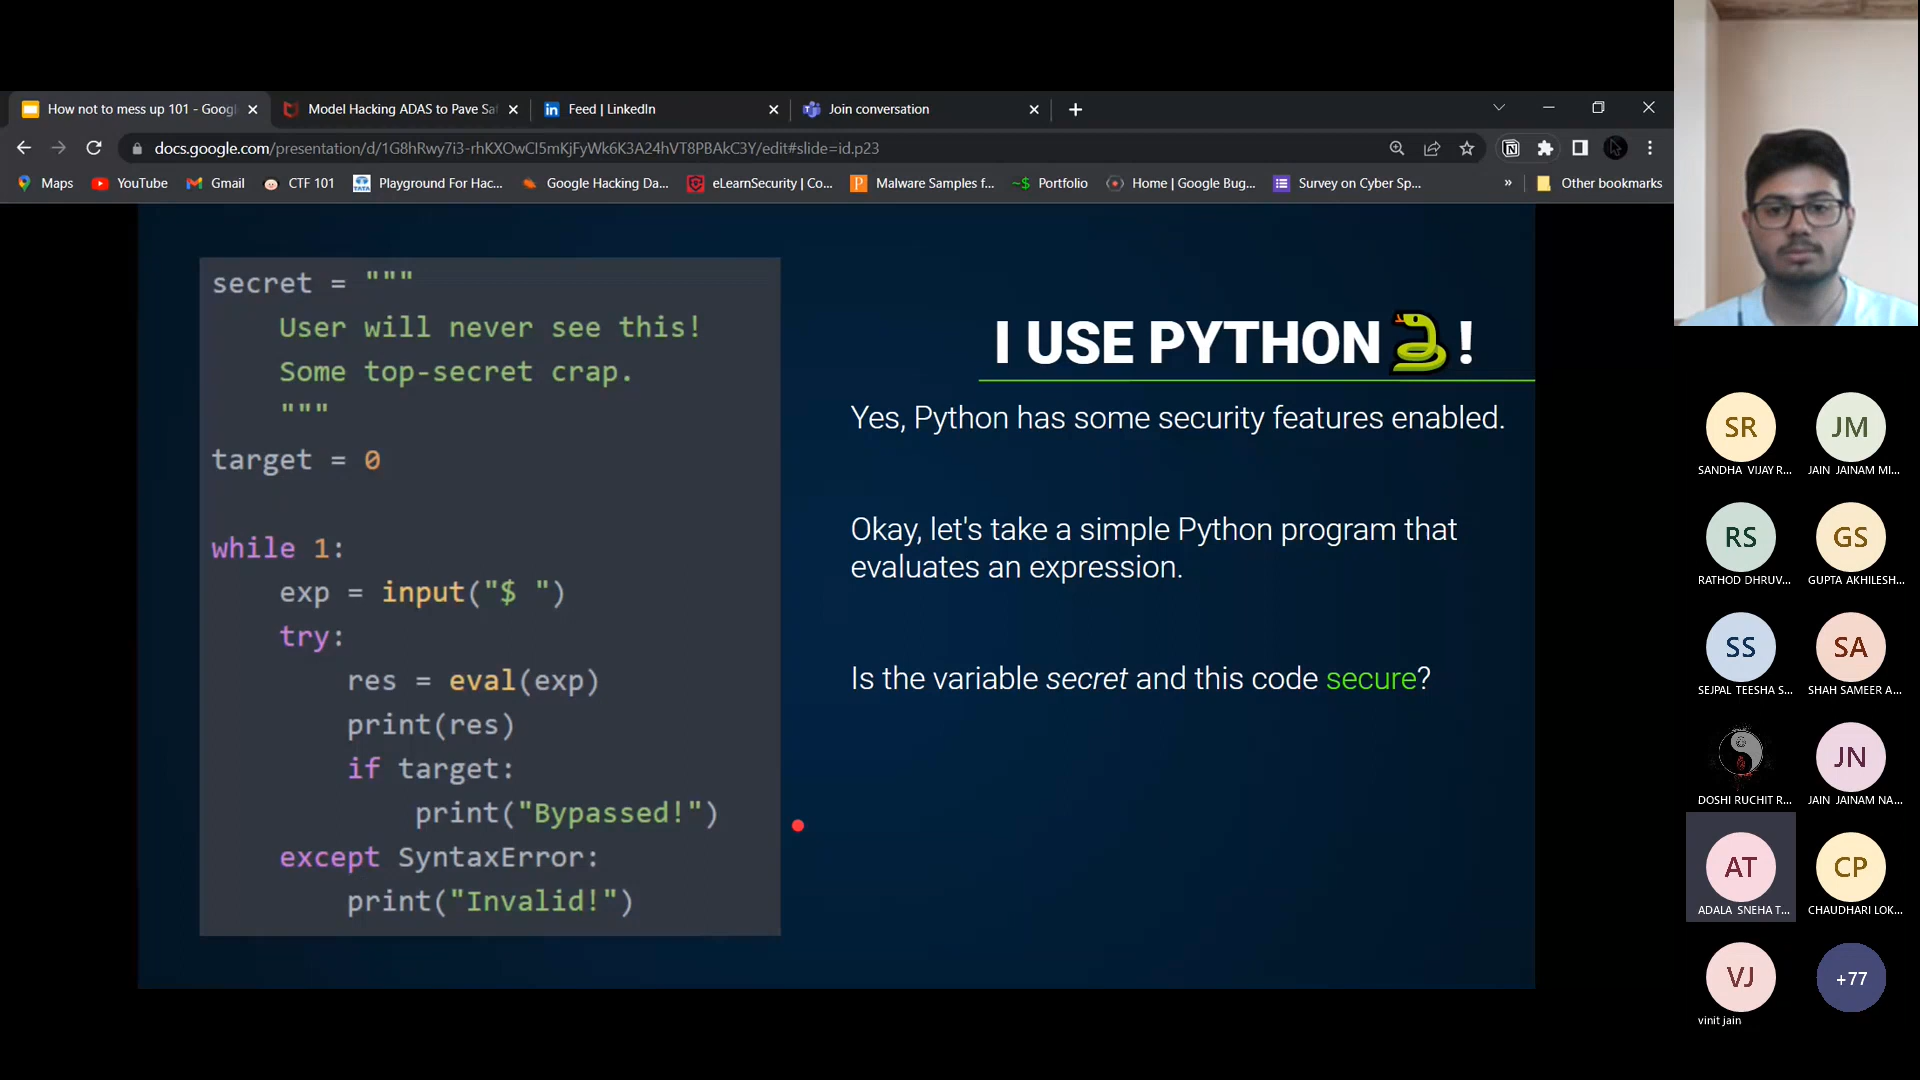 How not to mess up 101 - Googl
Model Hacking ADAS to Pave Saf
Feed | LinkedIn
Join conversation
docs.google.com/presentation/d/1G8hRwy7i3-rhKXOwCI5mKjFyWk6K3A24hVT8PBAkC3Y/edit#slide=id.p23
Maps
YouTube
Gmail
CTF 101
Playground For Hac...
Google Hacking Da...
eLearnSecurity | Co...
Malware Samples f...
Portfolio
Home | Google Bug...
Survey on Cyber Sp...
»
Other bookmarks
secret = """
User will never see this!
Some top-secret crap.
"""
target = 0
while 1:
exp = input("$ ")
try:
res = eval(exp)
print(res)
if target:
print("Bypassed!")
except SyntaxError:
print("Invalid!")
I USE PYTHON🐍!
Yes, Python has some security features enabled.
Okay, let's take a simple Python program that
evaluates an expression.
Is the variable secret and this code secure?
SR
SANDHA VIJAY R...
JM
JAIN JAINAM MI...
RS
RATHOD DHRUV...
GS
GUPTA AKHILESH...
SS
SEJPAL TEESHA S...
SA
SHAH SAMEER A...
DOSHI RUCHIT R...
JN
JAIN JAINAM NA...
AT
ADALA SNEHA T...
CP
CHAUDHARI LOK...
VJ
vinit jain
+77